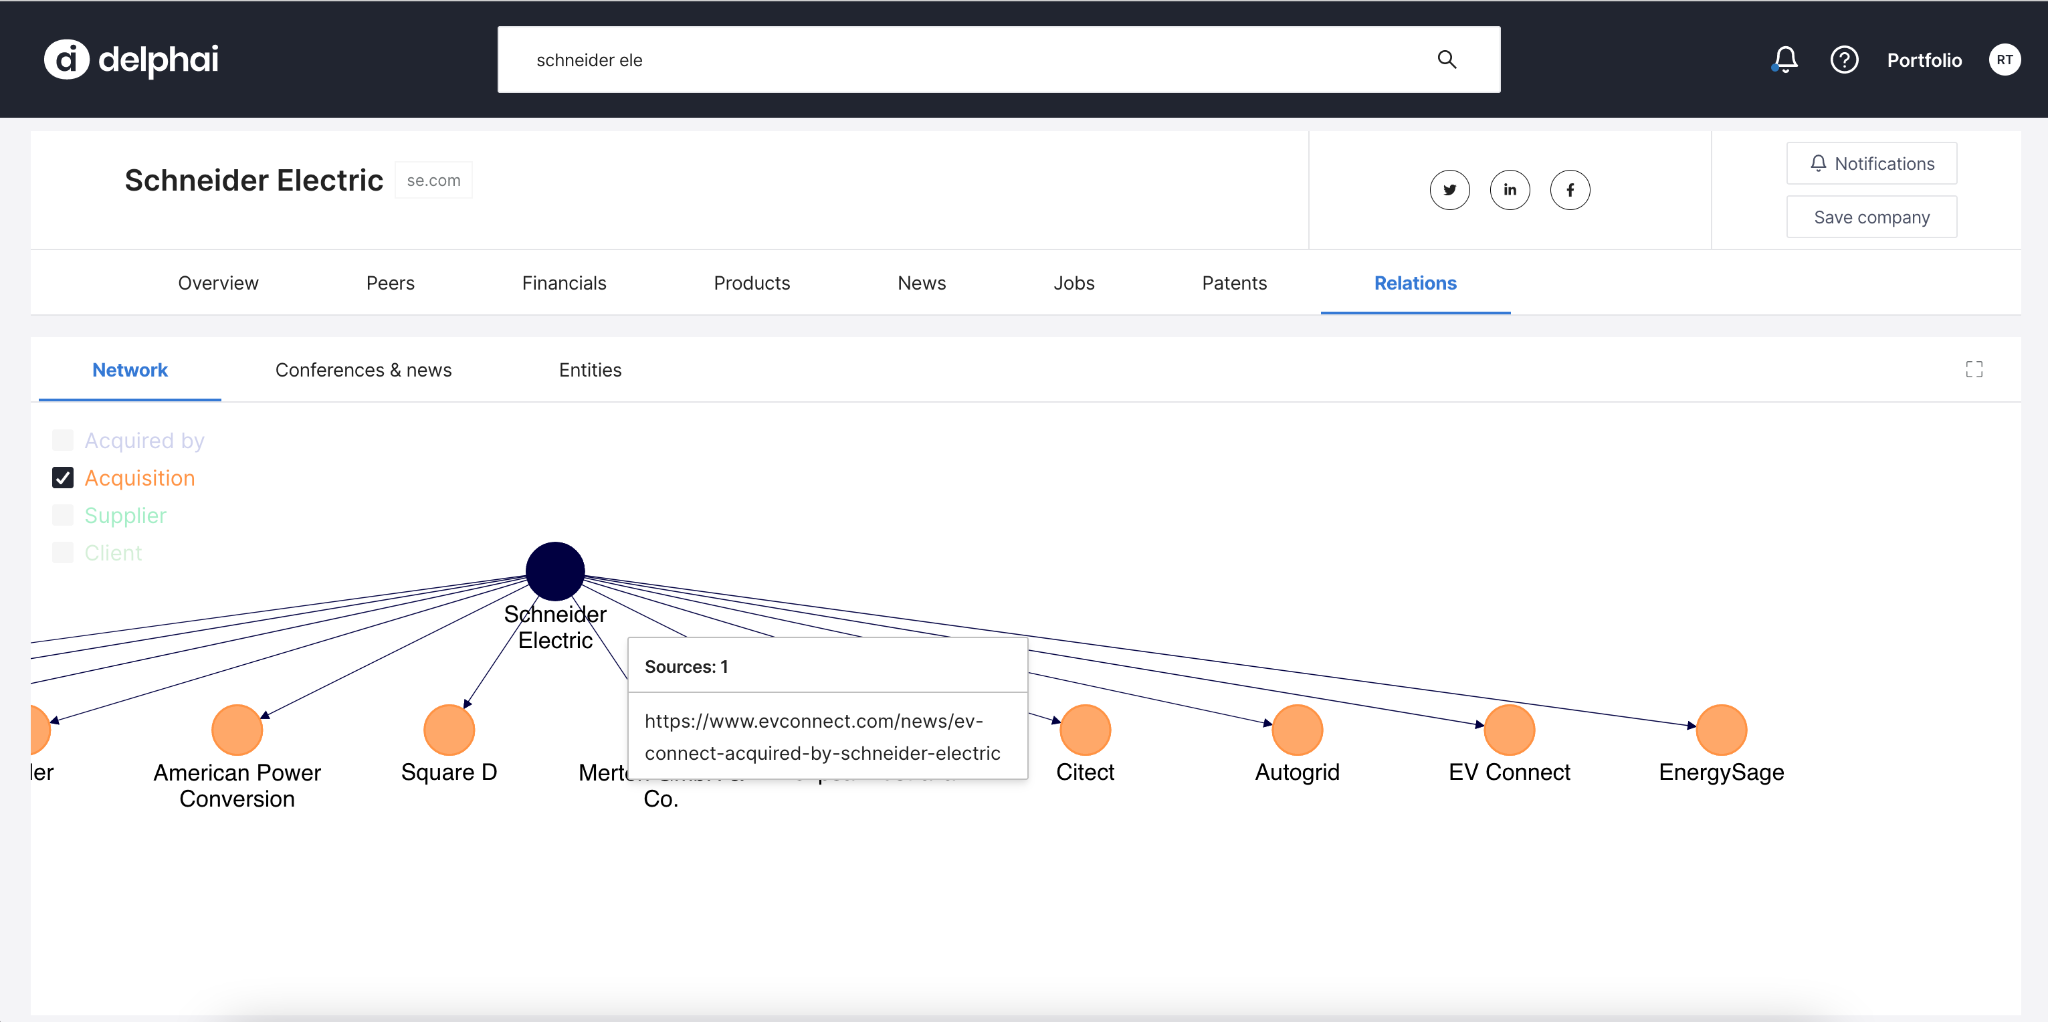 delphai
schneider ele
Portfolio
RT
Schneider Electric
se.com
Notifications
Save company
Overview
Peers
Financials
Products
News
Jobs
Patents
Relations
Network
Conferences & news
Entities
Acquired by
Acquisition
Supplier
Client
Schneider
Electric
Sources: 1
https://www.evconnect.com/news/ev-
connect-acquired-by-schneider-electric
ler
American Power
Conversion
Square D
Co.
Citect
Autogrid
EV Connect
EnergySage